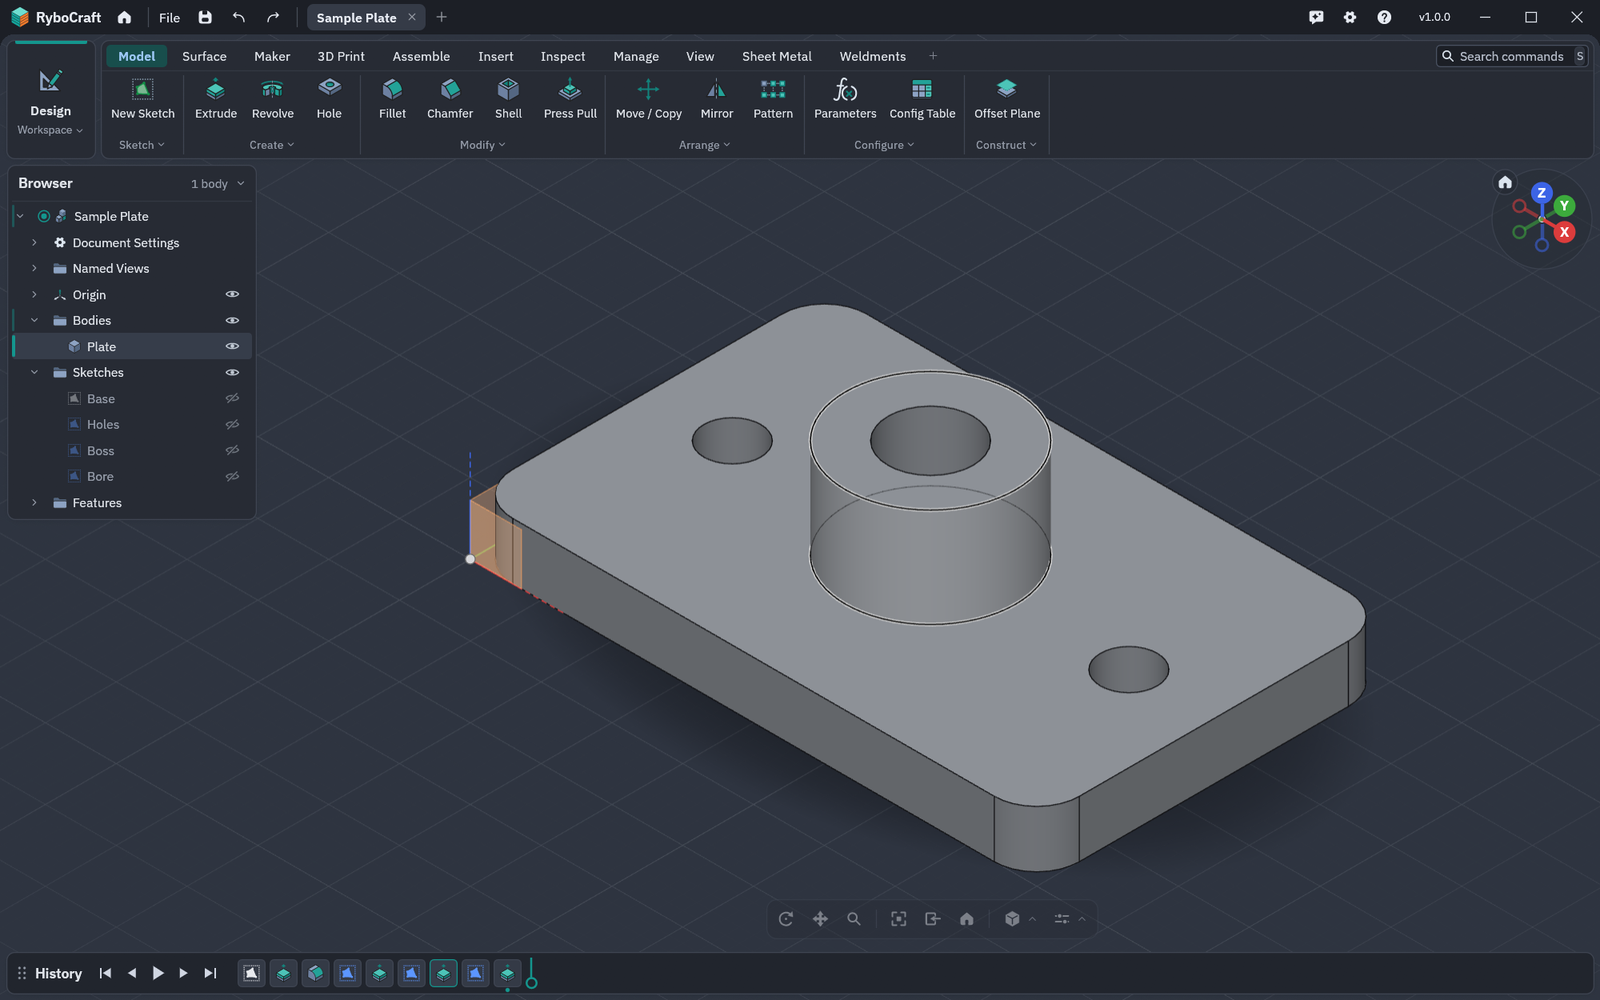 RyboCraft File Sample Plate v1.0.0
Model Surface Maker 3D Print Assemble Insert Inspect Manage View Sheet Metal Weldments Search commands S
Design
Workspace
New Sketch Extrude Revolve Hole Fillet Chamfer Shell Press Pull Move / Copy Mirror Pattern Parameters Config Table Offset Plane
Sketch Create Modify Arrange Configure Construct
Browser 1 body
Sample Plate
Document Settings
Named Views
Origin
Bodies
Plate
Sketches
Base
Holes
Boss
Bore
Features
Z
Y
X
History